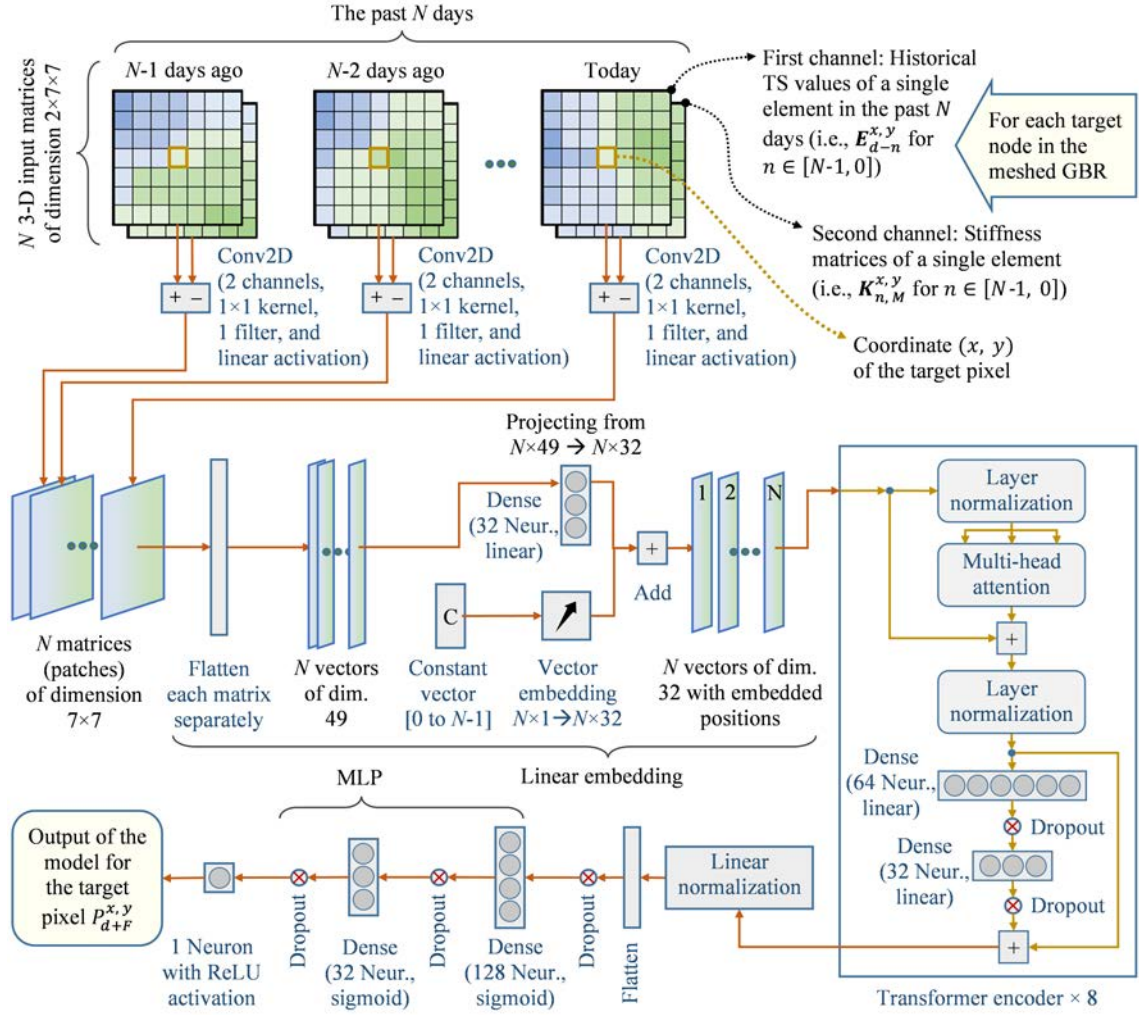 The past N days
N 3-D input matrices
of dimension 2×7×7
N-1 days ago
N-2 days ago
Today
First channel: Historical
TS values of a single
element in the past N
days (i.e., E^{x,y}_{d−n} for
n ∈ [N-1, 0])
For each target
node in the
meshed GBR
Second channel: Stiffness
matrices of a single element
(i.e., K^{x,y}_{n,M} for n ∈ [N-1, 0])
Coordinate (x, y)
of the target pixel
+ −
Conv2D
(2 channels,
1×1 kernel,
1 filter, and
linear activation)
+ −
Conv2D
(2 channels,
1×1 kernel,
1 filter, and
linear activation)
+ −
Conv2D
(2 channels,
1×1 kernel,
1 filter, and
linear activation)
N matrices
(patches)
of dimension
7×7
Flatten
each matrix
separately
N vectors
of dim.
49
Projecting from
N×49 → N×32
Dense
(32 Neur.,
linear)
C
Constant
vector
[0 to N-1]
Vector
embedding
N×1→N×32
+
Add
1
2
N
N vectors of dim.
32 with embedded
positions
Linear embedding
Layer
normalization
Multi-head
attention
+
Layer
normalization
Dense
(64 Neur.,
linear)
Dropout
Dense
(32 Neur.,
linear)
Dropout
+
Transformer encoder × 8
Linear
normalization
Flatten
Dropout
MLP
Dense
(128 Neur.,
sigmoid)
Dropout
Dense
(32 Neur.,
sigmoid)
Dropout
1 Neuron
with ReLU
activation
Output of the
model for
the target
pixel P^{x,y}_{d+F}